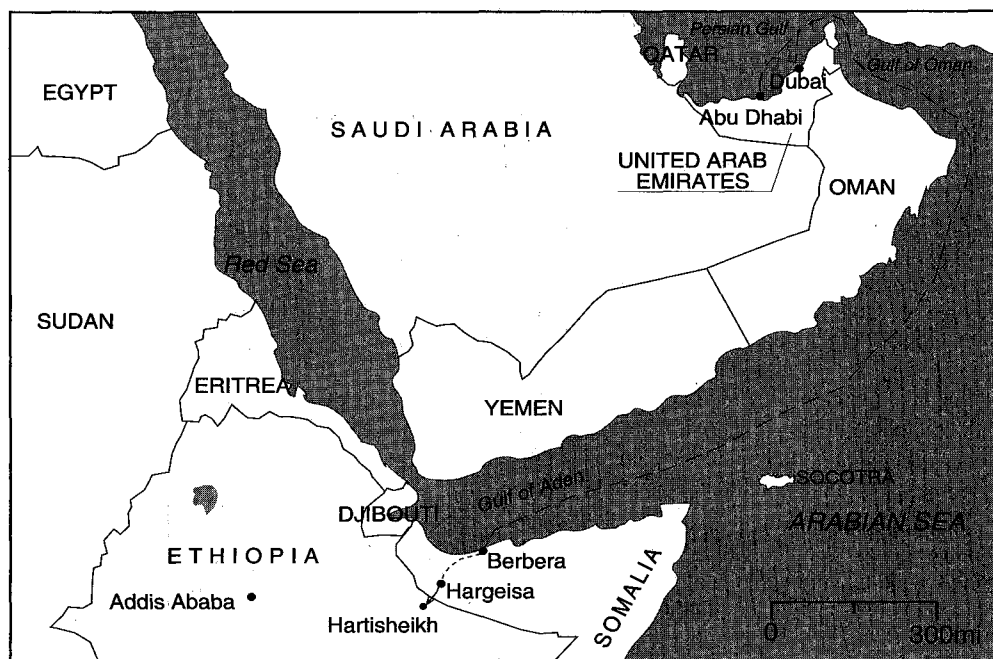 Persian Gulf
QATAR
Gulf of Oman
Dubai
EGYPT
Abu Dhabi
SAUDI ARABIA
UNITED ARAB
EMIRATES
OMAN
Red Sea
SUDAN
ERITREA
YEMEN
Gulf of Aden
SOCOTRA
DJIBOUTI
ARABIAN SEA
ETHIOPIA
Berbera
Hargeisa
Addis Ababa
Hartisheikh
SOMALIA
0
300mi